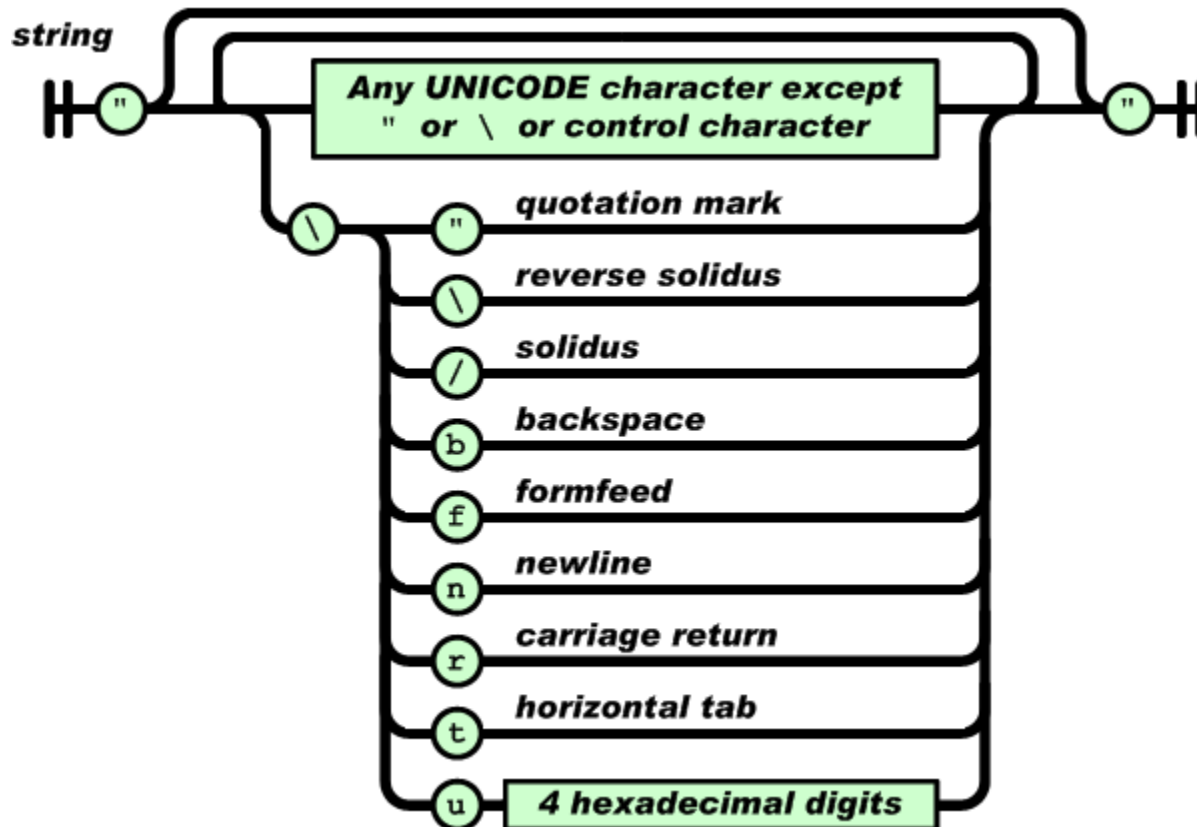 string
"
Any UNICODE character except
" or \ or control character
"
\
" quotation mark
\ reverse solidus
/ solidus
b backspace
f formfeed
n newline
r carriage return
t horizontal tab
u 4 hexadecimal digits